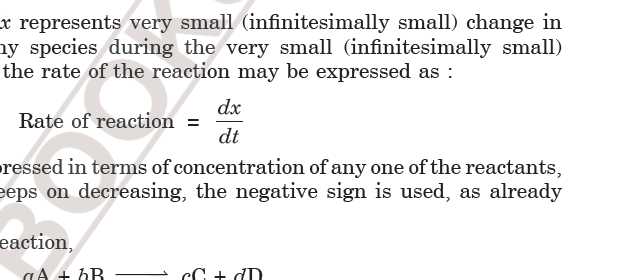 x represents very small (infinitesimally small) change in
ny species during the very small (infinitesimally small)
the rate of the reaction may be expressed as :
Rate of reaction = dx
dt
pressed in terms of concentration of any one of the reactants,
eeps on decreasing, the negative sign is used, as already
eaction,
aA + bB ⟶ cC + dD
BOOK